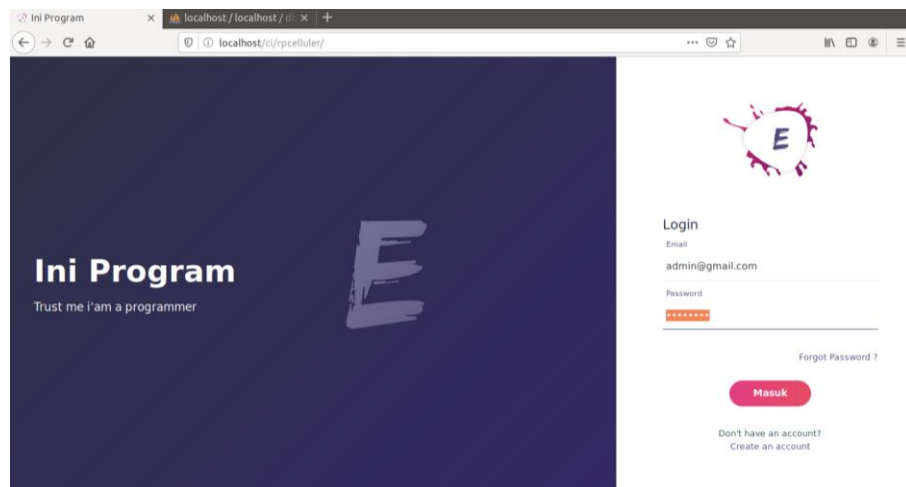 Ini Program
localhost / localhost / d
localhost/ci/rpcelluler/
E
Login
Email
admin@gmail.com
Password
Ini Program
E
Trust me i'am a programmer
Forgot Password ?
Masuk
Don't have an account?
Create an account